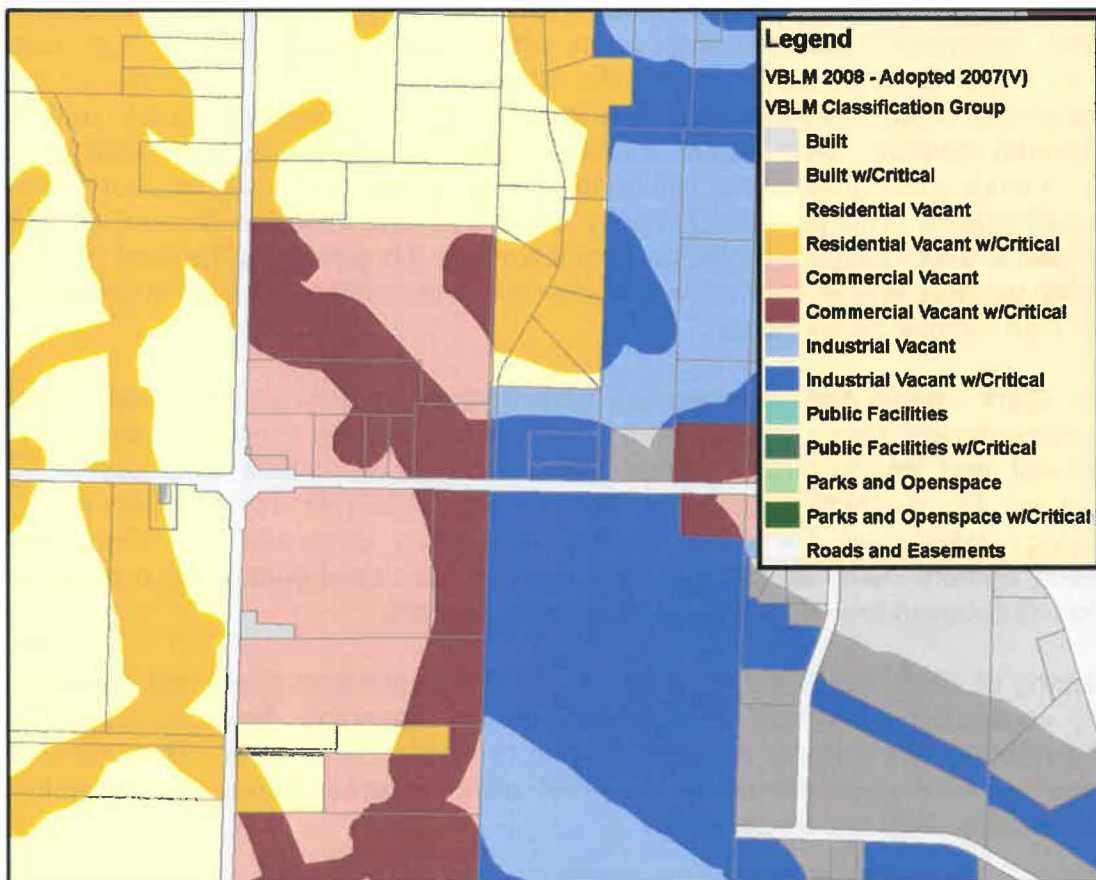 Legend
VBLM 2008 - Adopted 2007(V)
VBLM Classification Group
Built
Built w/Critical
Residential Vacant
Residential Vacant w/Critical
Commercial Vacant
Commercial Vacant w/Critical
Industrial Vacant
Industrial Vacant w/Critical
Public Facilities
Public Facilities w/Critical
Parks and Openspace
Parks and Openspace w/Critical
Roads and Easements